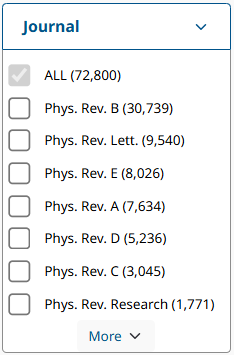 Journal
ALL (72,800)
Phys. Rev. B (30,739)
Phys. Rev. Lett. (9,540)
Phys. Rev. E (8,026)
Phys. Rev. A (7,634)
Phys. Rev. D (5,236)
Phys. Rev. C (3,045)
Phys. Rev. Research (1,771)
More